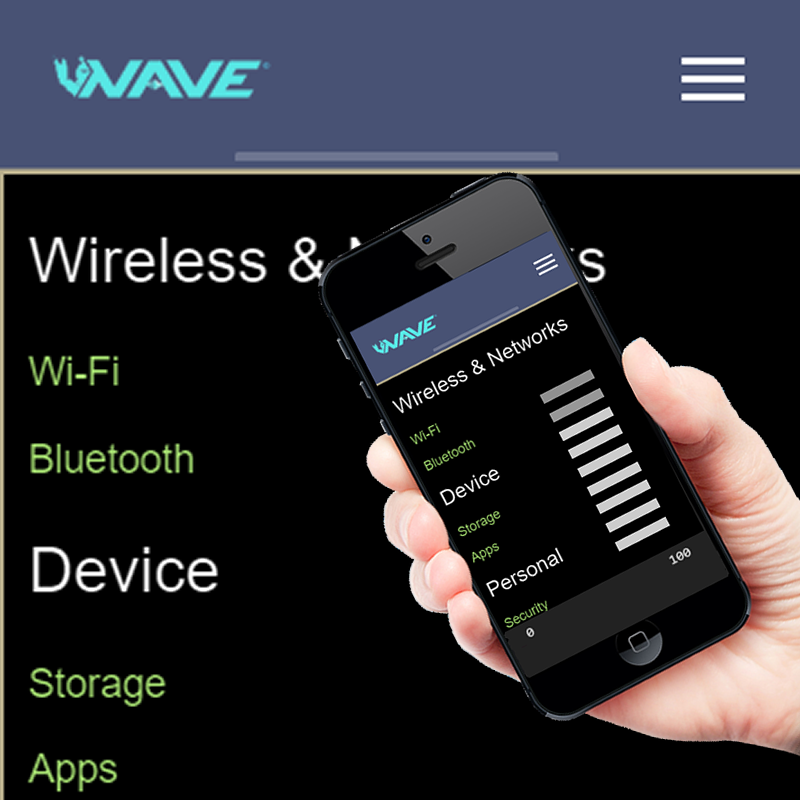 WAVE®
Wireless & N ks
Wi-Fi
Bluetooth
Device
Storage
Apps
WAVE
Wireless & Networks
Wi-Fi
Bluetooth
Device
Storage
Apps
Personal
Security
0
100